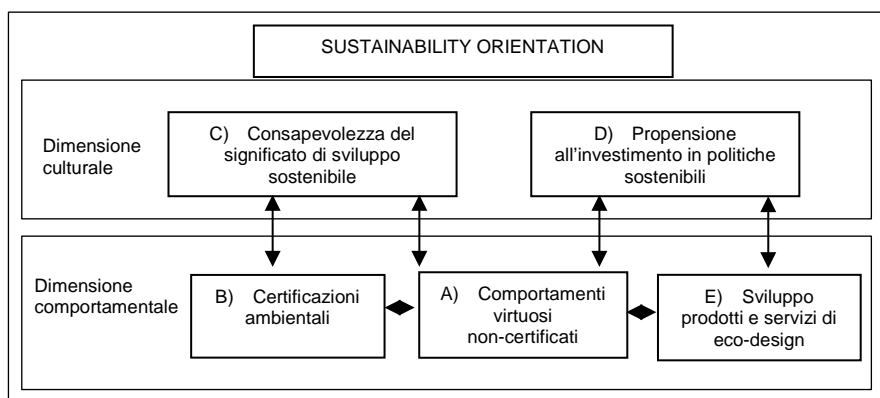 SUSTAINABILITY ORIENTATION
Dimensione
culturale
C) Consapevolezza del
significato di sviluppo
sostenibile
D) Propensione
all'investimento in politiche
sostenibili
Dimensione
comportamentale
B) Certificazioni
ambientali
A) Comportamenti
virtuosi
non-certificati
E) Sviluppo
prodotti e servizi di
eco-design